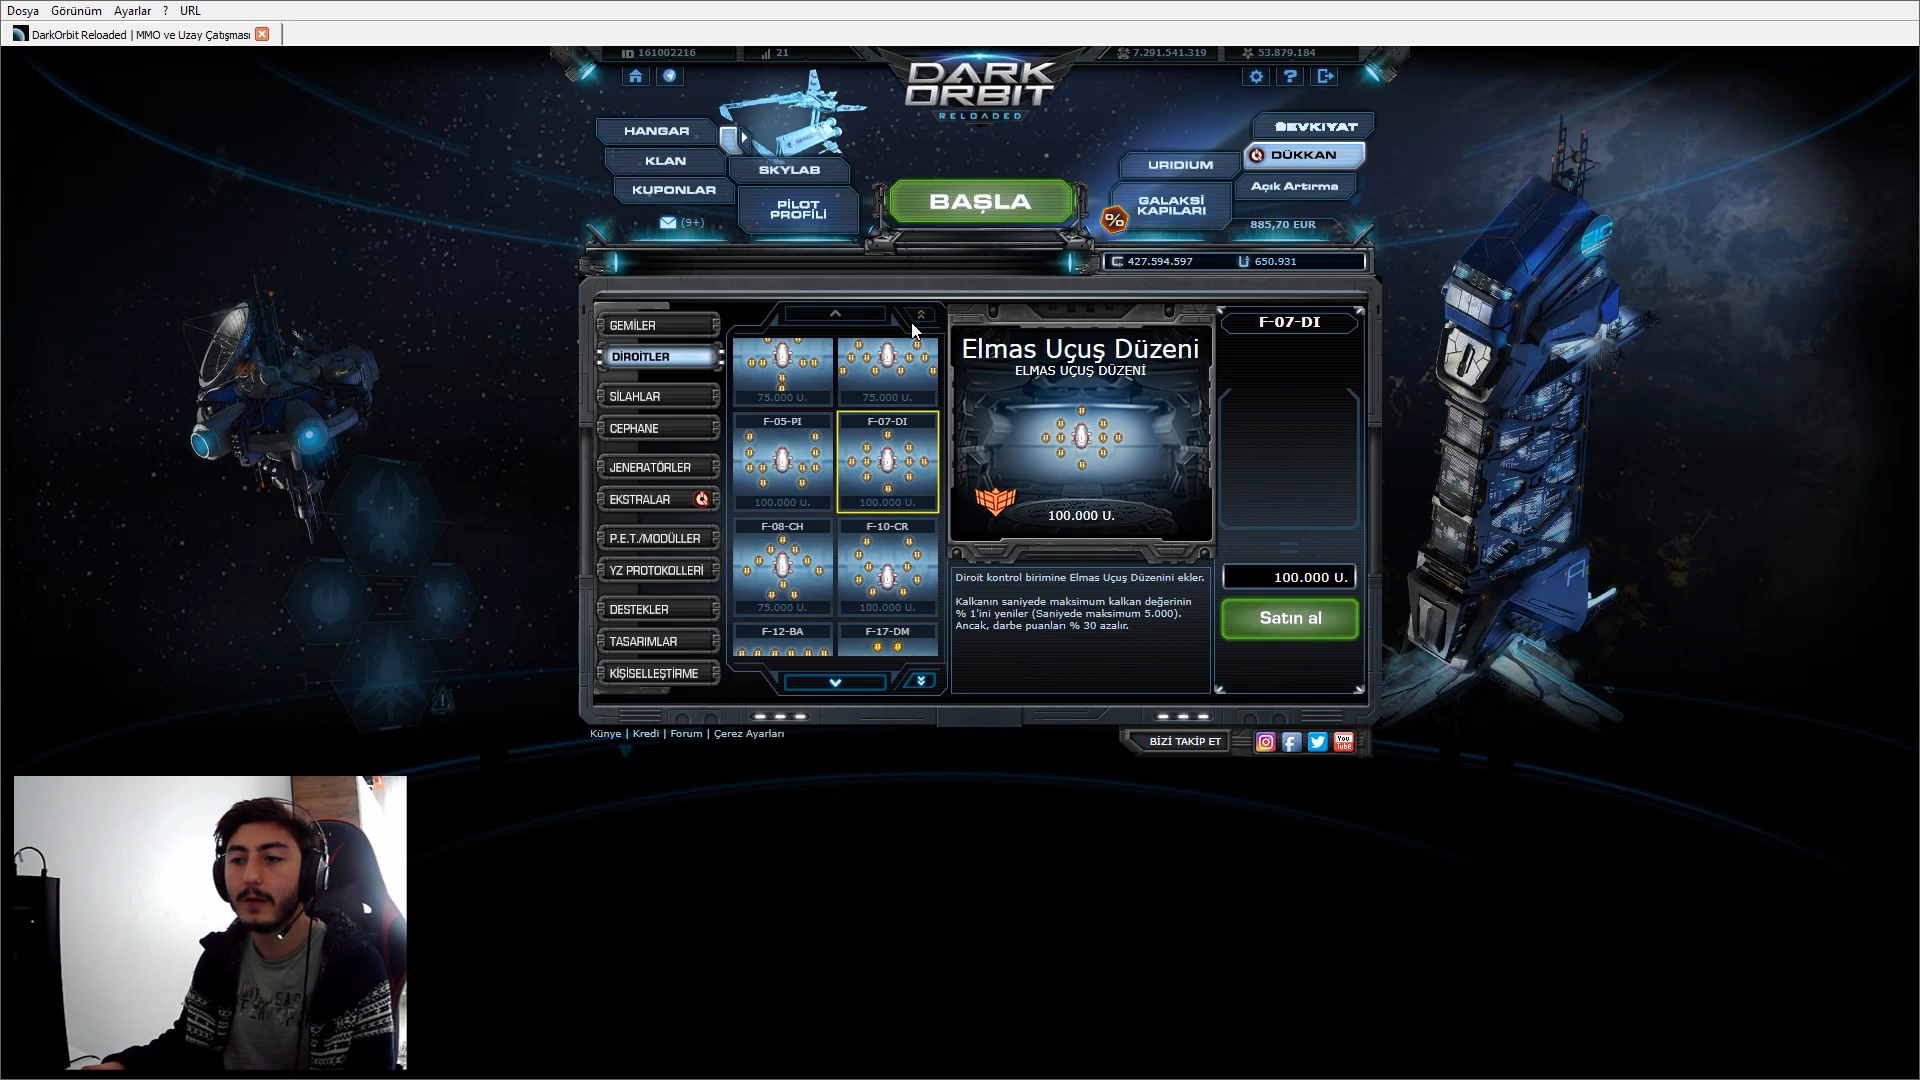 Dosya Görünüm Ayarlar ? URL
DarkOrbit Reloaded | MMO ve Uzay Çatışması
ID 161002216
21
7.291.541.319
53.879.184
DARK
ORBIT
RELOADED
HANGAR
KLAN
KUPONLAR
(9+)
SKYLAB
PİLOT
PROFİLİ
BAŞLA
URIDIUM
GALAKSİ
KAPILARI
%
SEVKIYAT
DÜKKAN
Açık Artırma
885,70 EUR
C 427.594.597
U 650.931
GEMİLER
DİROİTLER
SİLAHLAR
CEPHANE
JENERATÖRLER
EKSTRALAR
P.E.T./MODÜLLER
YZ PROTOKOLLERİ
DESTEKLER
TASARIMLAR
KİŞİSELLEŞTİRME
75.000 U.
75.000 U.
F-05-PI
F-07-DI
100.000 U.
100.000 U.
F-08-CH
F-10-CR
75.000 U.
100.000 U.
F-12-BA
F-17-DM
Elmas Uçuş Düzeni
ELMAS UÇUŞ DÜZENİ
100.000 U.
Diroit kontrol birimine Elmas Uçuş Düzenini ekler.
Kalkanın saniyede maksimum kalkan değerinin
% 1'ini yeniler (Saniyede maksimum 5.000).
Ancak, darbe puanları % 30 azalır.
F-07-DI
100.000 U.
Satın al
Künye | Kredi | Forum | Çerez Ayarları
BİZİ TAKİP ET
You
Tube
EIC